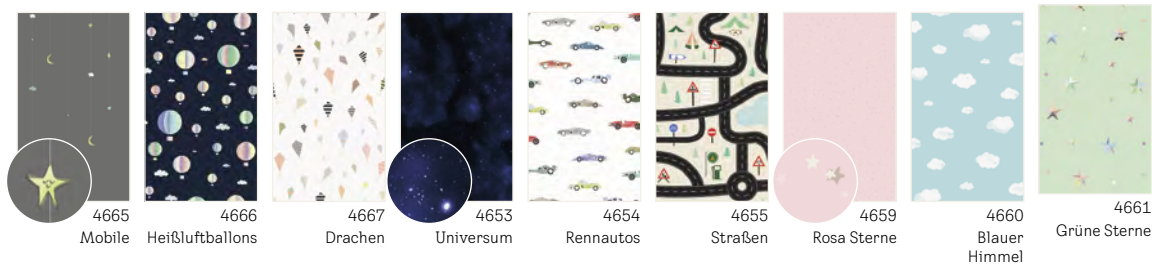 4665
Mobile
4666
Heißluftballons
4667
Drachen
4653
Universum
4654
Rennautos
4655
Straßen
4659
Rosa Sterne
4660
Blauer
Himmel
4661
Grüne Sterne